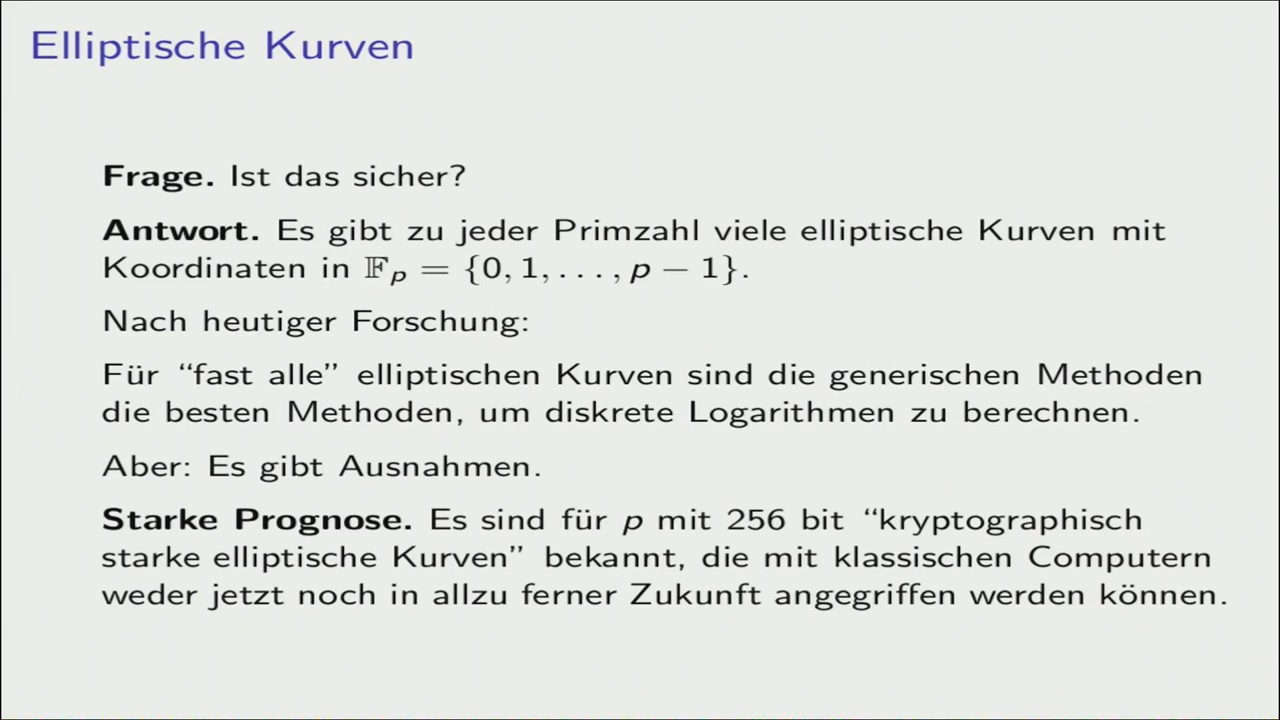 Elliptische Kurven
Frage. Ist das sicher?
Antwort. Es gibt zu jeder Primzahl viele elliptische Kurven mit
Koordinaten in 𝔽ₚ = {0, 1, . . . , p − 1}.
Nach heutiger Forschung:
Für “fast alle” elliptischen Kurven sind die generischen Methoden
die besten Methoden, um diskrete Logarithmen zu berechnen.
Aber: Es gibt Ausnahmen.
Starke Prognose. Es sind für p mit 256 bit “kryptographisch
starke elliptische Kurven” bekannt, die mit klassischen Computern
weder jetzt noch in allzu ferner Zukunft angegriffen werden können.